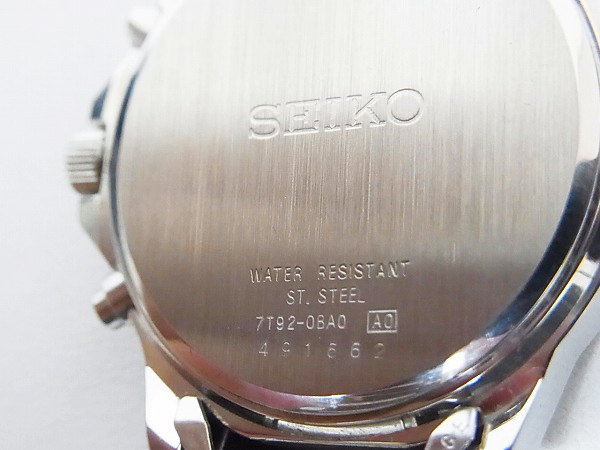 SEIKO
WATER RESISTANT
ST. STEEL
7T92-0BA0 A0
491662